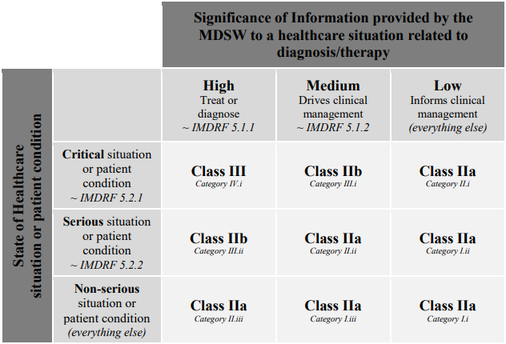 Significance of Information provided by the
MDSW to a healthcare situation related to
diagnosis/therapy
High
Treat or
diagnose
~ IMDRF 5.1.1
Medium
Drives clinical
management
~ IMDRF 5.1.2
Low
Informs clinical
management
(everything else)
State of Healthcare
situation or patient condition
Critical situation
or patient
condition
~ IMDRF 5.2.1
Class III
Category IV.i
Class IIb
Category III.i
Class IIa
Category II.i
Serious situation
or patient
condition
~ IMDRF 5.2.2
Class IIb
Category III.ii
Class IIa
Category II.ii
Class IIa
Category I.ii
Non-serious
situation or
patient condition
(everything else)
Class IIa
Category II.iii
Class IIa
Category I.iii
Class IIa
Category I.i